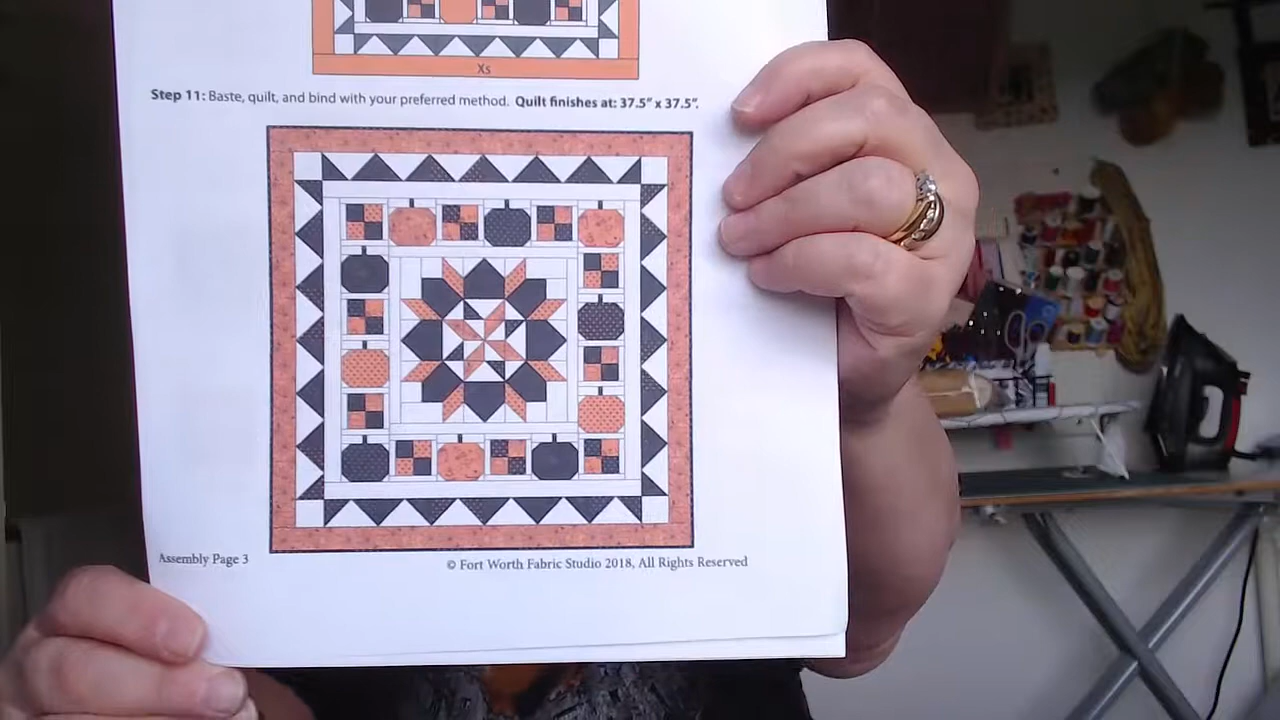 Xs
Step 11: Baste, quilt, and bind with your preferred method. Quilt finishes at: 37.5” x 37.5”.
Assembly Page 3
© Fort Worth Fabric Studio 2018, All Rights Reserved